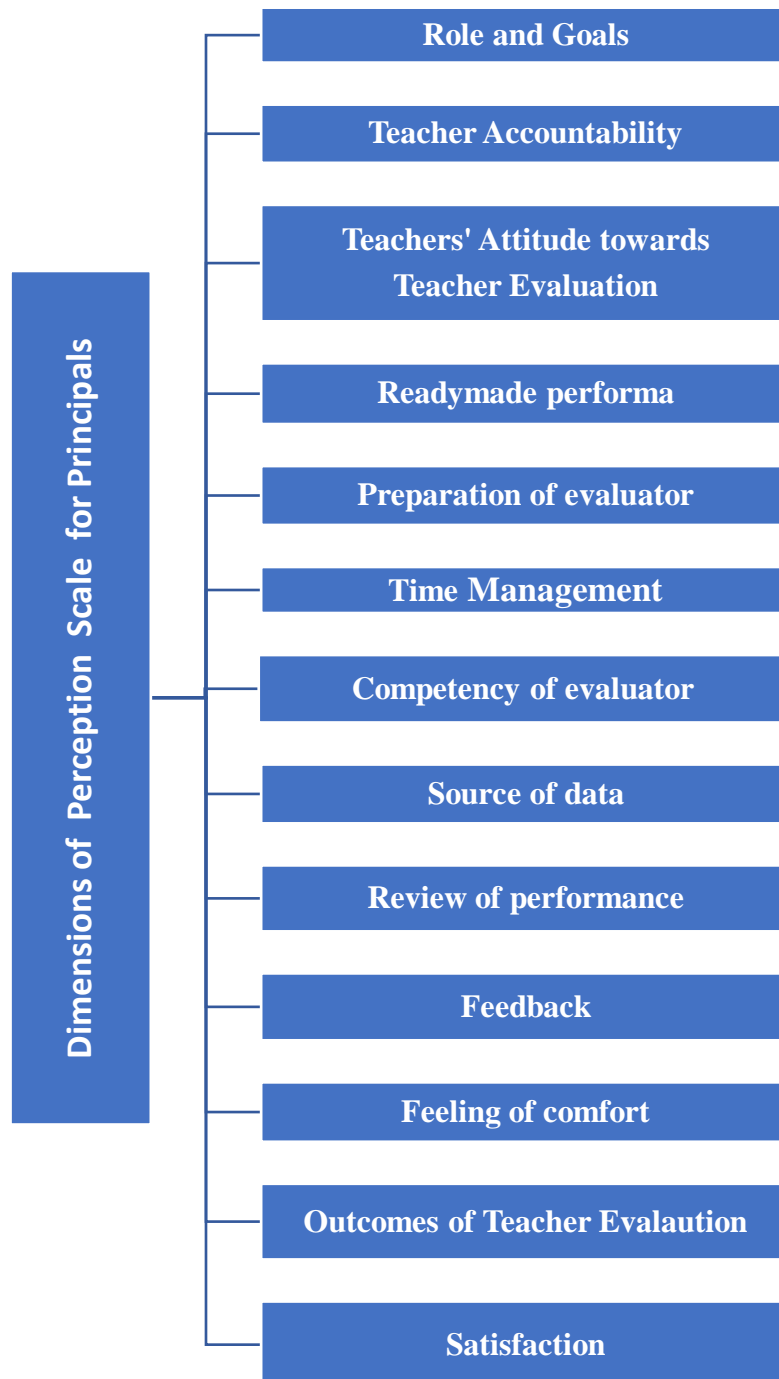 Dimensions of Perception Scale for Principals
Role and Goals
Teacher Accountability
Teachers' Attitude towards
Teacher Evaluation
Readymade performa
Preparation of evaluator
Time Management
Competency of evaluator
Source of data
Review of performance
Feedback
Feeling of comfort
Outcomes of Teacher Evalaution
Satisfaction